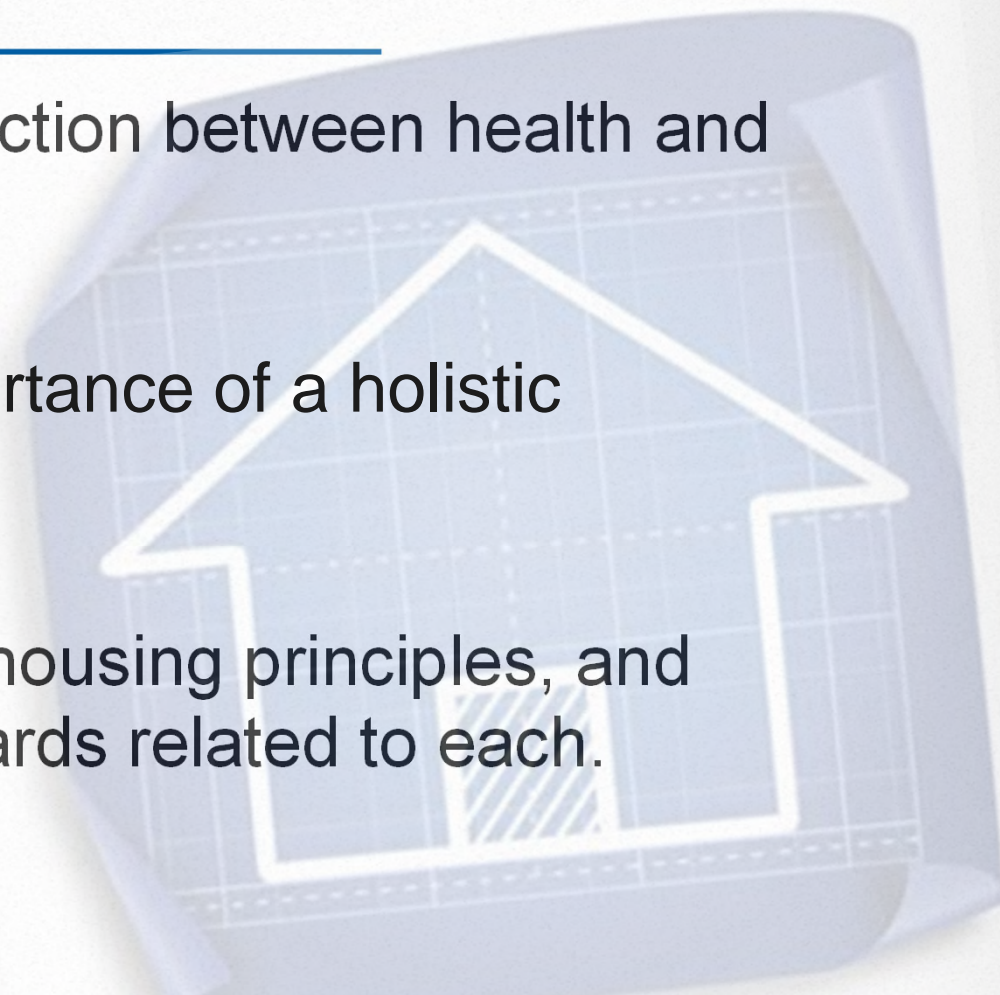 ction between health and
rtance of a holistic
housing principles, and
ards related to each.